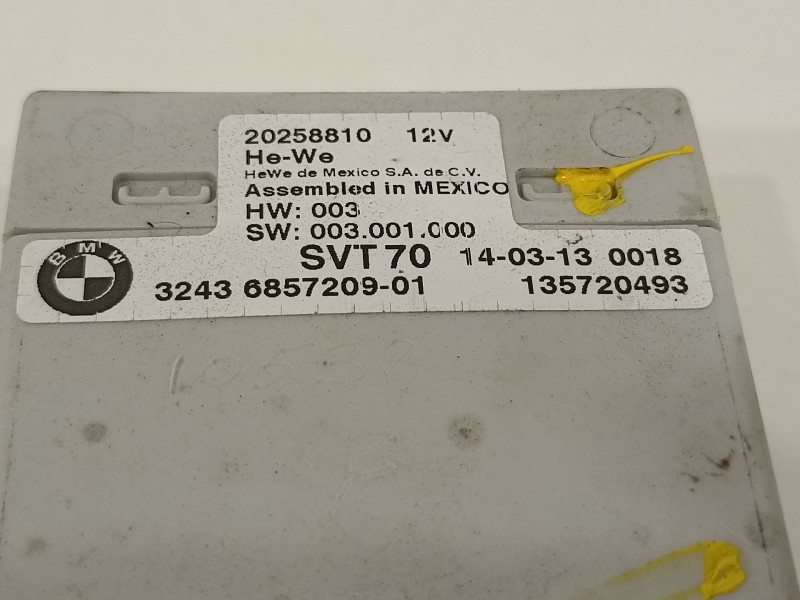 20258810 12V
He-We
HeWe de Mexico S.A. de C.V.
Assembled in MEXICO
HW: 003
SW: 003.001.000
SVT70 14-03-13 0018
BMW
3243 6857209-01 135720493